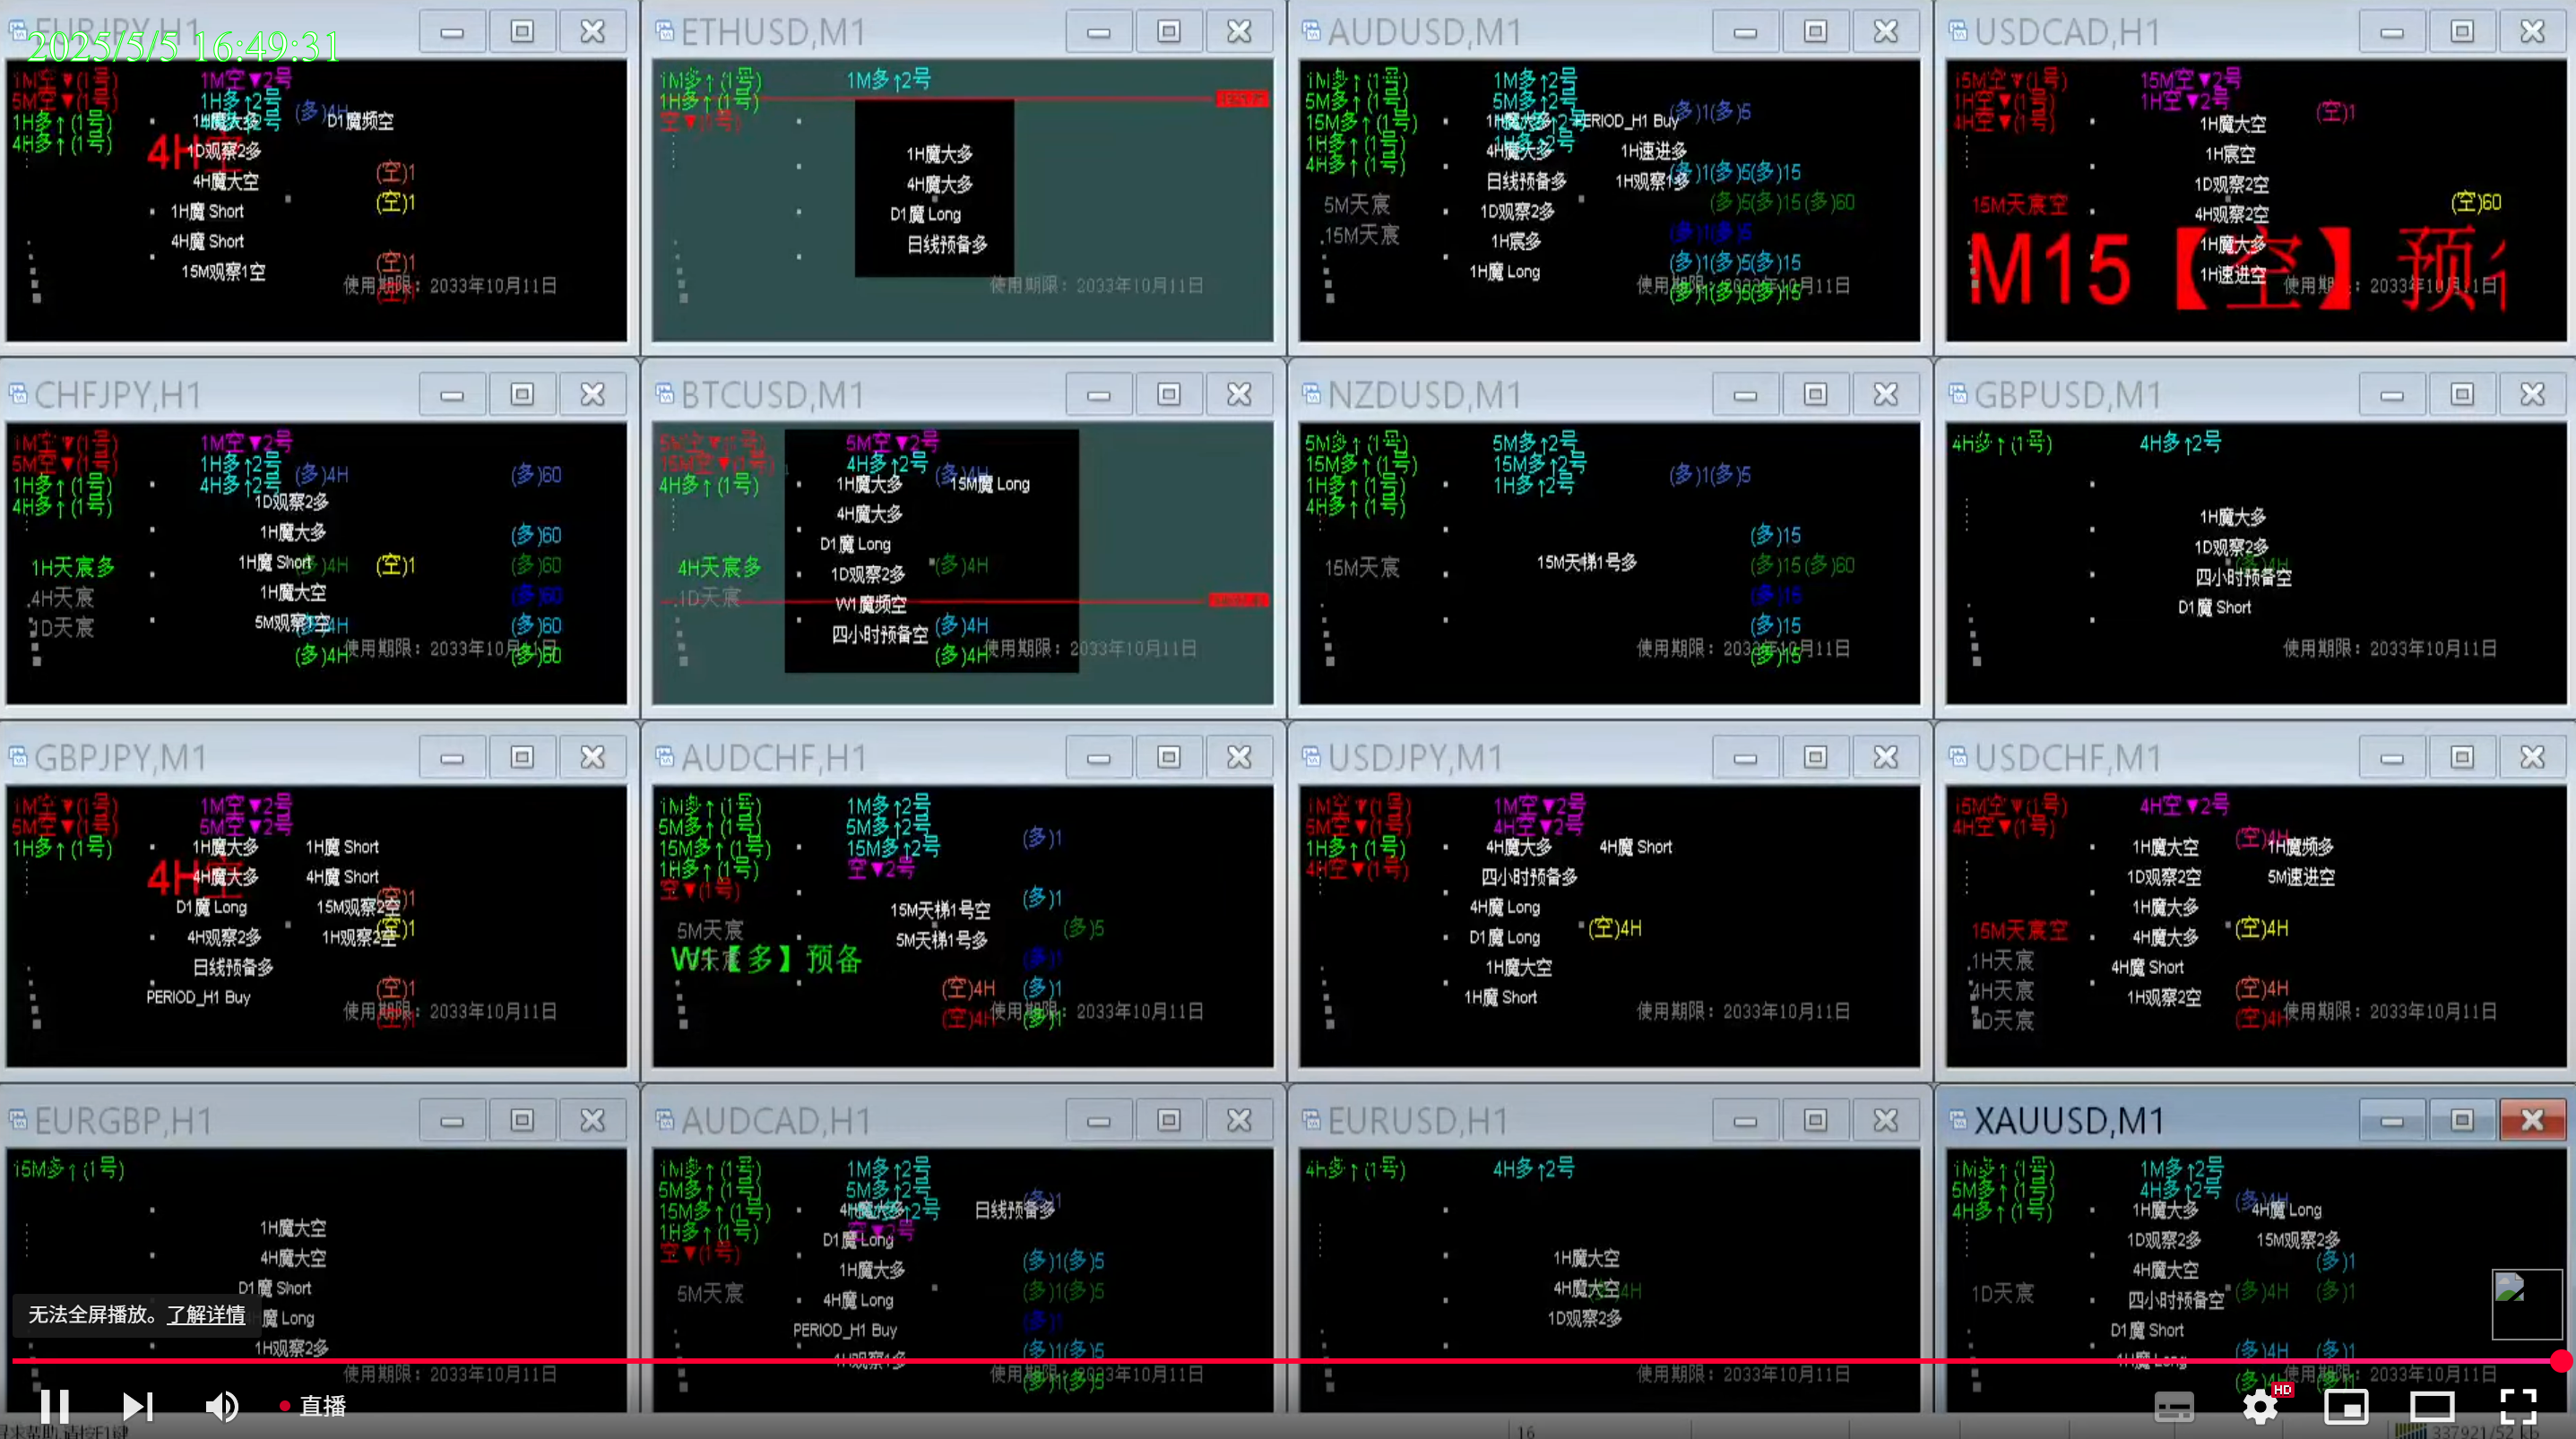 EURJPY,H1
2025/5/5 16:49:31
1M空▼(1号)
1M空▼2号
5M空▼(1号)
1H多↑2号
(多)4H
1H多↑(1号)
1H魔大多
D1魔频空
4H多↑(1号)
4H空
1D观察2多
(空)1
4H魔大空
(空)1
1H魔 Short
4H魔 Short
(空)1
15M观察1空
使用期限：2033年10月11日
(空)1
ETHUSD,M1
1M多↑(1号)
1M多↑2号
1H多↑(1号)
空▼(1号)
1H魔大多
4H魔大多
D1魔 Long
日线预备多
使用期限：2033年10月11日
AUDUSD,M1
1M多↑(1号)
1M多↑2号
5M多↑(1号)
5M多↑2号
(多)1(多)5
15M多↑(1号)
1H魔大多
PERIOD_H1 Buy
1H多↑(1号)
1H多↑2号
4H魔大多
1H速进多
4H多↑(1号)
(多)1(多)5(多)15
日线预备多
1H观察1多
5M天宸
1D观察2多
(多)5(多)15(多)60
15M天宸
1H宸多
(多)1(多)5
1H魔 Long
(多)1(多)5(多)15
使用期限：2033年10月11日
(多)1(多)5(多)15
USDCAD,H1
15M空▼(1号)
15M空▼2号
1H空▼(1号)
1H空▼2号
(空)1
4H空▼(1号)
1H魔大空
1H宸空
1D观察2空
15M天宸空
4H观察2空
(空)60
1H魔大多
M15【空】预
1H速进空
使用期限：2033年10月11日
CHFJPY,H1
1M空▼(1号)
1M空▼2号
5M空▼(1号)
1H多↑2号
(多)4H
(多)60
1H多↑(1号)
4H多↑2号
4H多↑(1号)
1D观察2多
1H魔大多
(多)60
1H天宸多
1H魔 Short
(多)4H
(空)1
(多)60
4H天宸
1H魔大空
(多)60
1D天宸
5M观察1空
(多)4H
(多)60
使用期限：2033年10月11日
(多)4H
(多)60
BTCUSD,M1
5M空▼(1号)
5M空▼2号
15M空▼(1号)
4H多↑2号
(多)4H
4H多↑(1号)
1H魔大多
15M魔 Long
4H魔大多
D1魔 Long
4H天宸多
1D观察2多
(多)4H
1D天宸
W1魔频空
四小时预备空
(多)4H
使用期限：2033年10月11日
(多)4H
NZDUSD,M1
5M多↑(1号)
5M多↑2号
15M多↑(1号)
15M多↑2号
(多)1(多)5
1H多↑(1号)
1H多↑2号
4H多↑(1号)
(多)15
15M天宸
15M天梯1号多
(多)15(多)60
(多)15
(多)15
使用期限：2033年10月11日
(多)15
GBPUSD,M1
4H多↑(1号)
4H多↑2号
1H魔大多
1D观察2多
(多)4H
四小时预备空
D1魔 Short
使用期限：2033年10月11日
GBPJPY,M1
1M空▼(1号)
1M空▼2号
5M空▼(1号)
5M空▼2号
1H多↑(1号)
1H魔大多
1H魔 Short
4H空
4H魔大多
4H魔 Short
(空)1
D1魔 Long
15M观察2空
(空)1
4H观察2多
1H观察2空
日线预备多
(空)1
PERIOD_H1 Buy
使用期限：2033年10月11日
(空)1
AUDCHF,H1
1M多↑(1号)
1M多↑2号
5M多↑(1号)
5M多↑2号
(多)1
15M多↑(1号)
15M多↑2号
1H多↑(1号)
空▼2号
空▼(1号)
(多)1
15M天梯1号空
5M天宸
(多)5
5M天梯1号多
W1【多】预备
(多)1
(空)4H
(多)1
使用期限：2033年10月11日
(空)4H
(多)1
USDJPY,M1
1M空▼(1号)
1M空▼2号
5M空▼(1号)
4H空▼2号
1H多↑(1号)
4H魔大多
4H魔 Short
4H空▼(1号)
四小时预备多
4H魔 Long
(空)4H
D1魔 Long
1H魔大空
1H魔 Short
使用期限：2033年10月11日
USDCHF,M1
15M空▼(1号)
4H空▼2号
4H空▼(1号)
(空)4H
1H魔大空
1H魔频多
1D观察2空
5M速进空
1H魔大多
15M天宸空
4H魔大多
(空)4H
1H天宸
4H魔 Short
4H天宸
1H观察2空
(空)4H
1D天宸
使用期限：2033年10月11日
(空)4H
EURGBP,H1
15M多↑(1号)
1H魔大空
4H魔大空
D1魔 Short
无法全屏播放。了解详情
魔 Long
1H观察2多
使用期限：2033年10月11日
AUDCAD,H1
1M多↑(1号)
1M多↑2号
5M多↑(1号)
5M多↑2号
(多)1
15M多↑(1号)
4H魔大多
日线预备多
1H多↑(1号)
空▼2号
空▼(1号)
D1魔 Long
1H魔大多
(多)1(多)5
5M天宸
4H魔 Long
(多)1(多)5
PERIOD_H1 Buy
(多)1
1H观察1多
(多)1(多)5
使用期限：2033年10月11日
(多)1(多)5
EURUSD,H1
4H多↑(1号)
4H多↑2号
1H魔大空
4H魔大空
1D观察2多
使用期限：2033年10月11日
XAUUSD,M1
1M多↑(1号)
1M多↑2号
5M多↑(1号)
4H多↑2号
(多)4H
4H多↑(1号)
1H魔大多
4H魔 Long
1D观察2多
15M观察2多
4H魔大空
(多)1
1D天宸
四小时预备空
(多)4H
(多)1
D1魔 Short
1H魔 Long
(多)4H
(多)1
使用期限：2033年10月11日
直播
HD
16